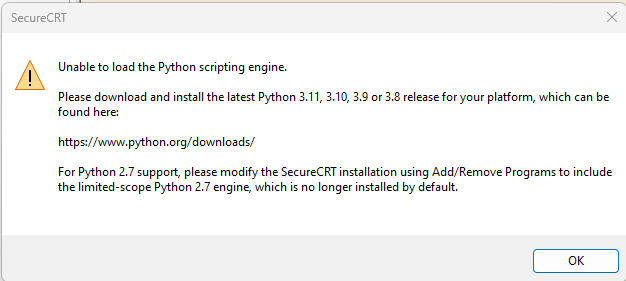 SecureCRT
Unable to load the Python scripting engine.
Please download and install the latest Python 3.11, 3.10, 3.9 or 3.8 release for your platform, which can be
found here:
https://www.python.org/downloads/
For Python 2.7 support, please modify the SecureCRT installation using Add/Remove Programs to include
the limited-scope Python 2.7 engine, which is no longer installed by default.
OK